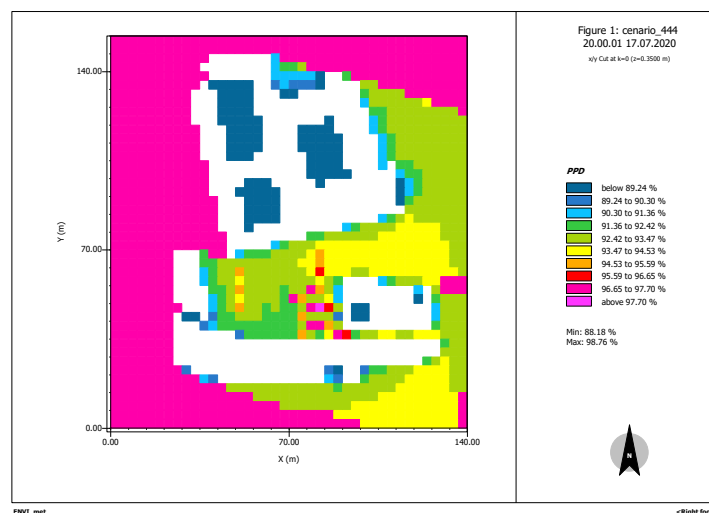 Figure 1: cenario_444
20.00.01 17.07.2020
x/y Cut at k=0 (z=0.3500 m)
140.00
70.00
0.00
Y (m)
0.00 70.00 140.00
X (m)
PPD
below 89.24 %
89.24 to 90.30 %
90.30 to 91.36 %
91.36 to 92.42 %
92.42 to 93.47 %
93.47 to 94.53 %
94.53 to 95.59 %
95.59 to 96.65 %
96.65 to 97.70 %
above 97.70 %
Min: 88.18 %
Max: 98.76 %
N
ENVI_met
<Right foo